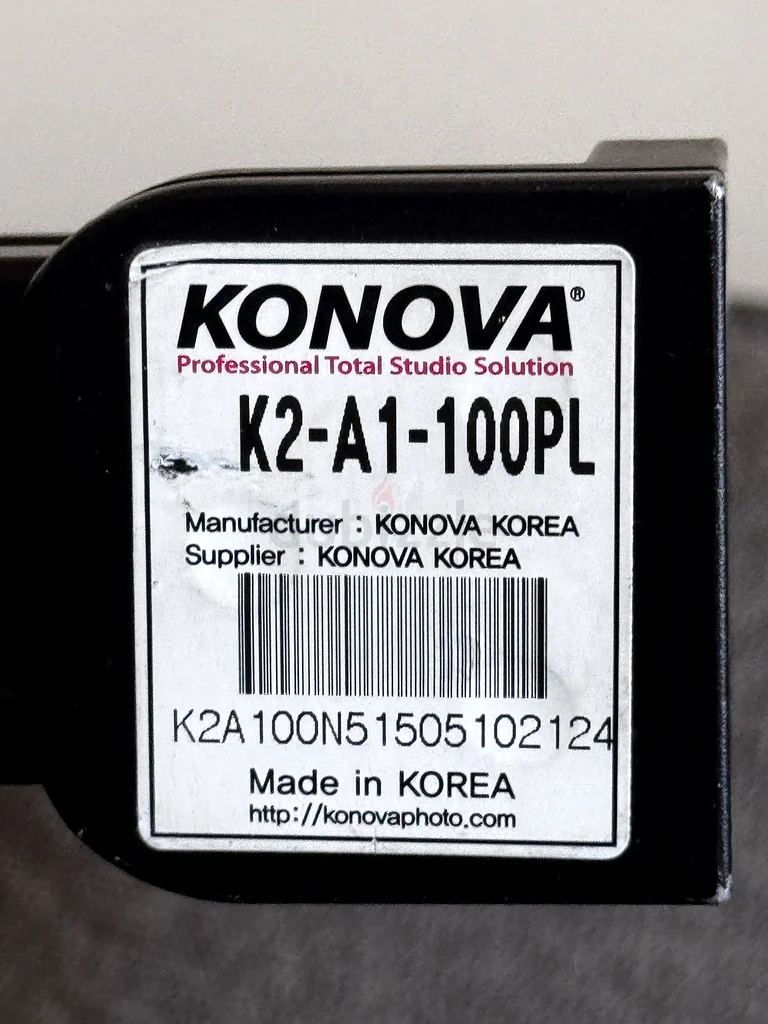 KONOVA®
Professional Total Studio Solution
K2-A1-100PL
dubizzle
Manufacturer : KONOVA KOREA
Supplier : KONOVA KOREA
K2A100N51505102124
Made in KOREA
http://konovaphoto.com